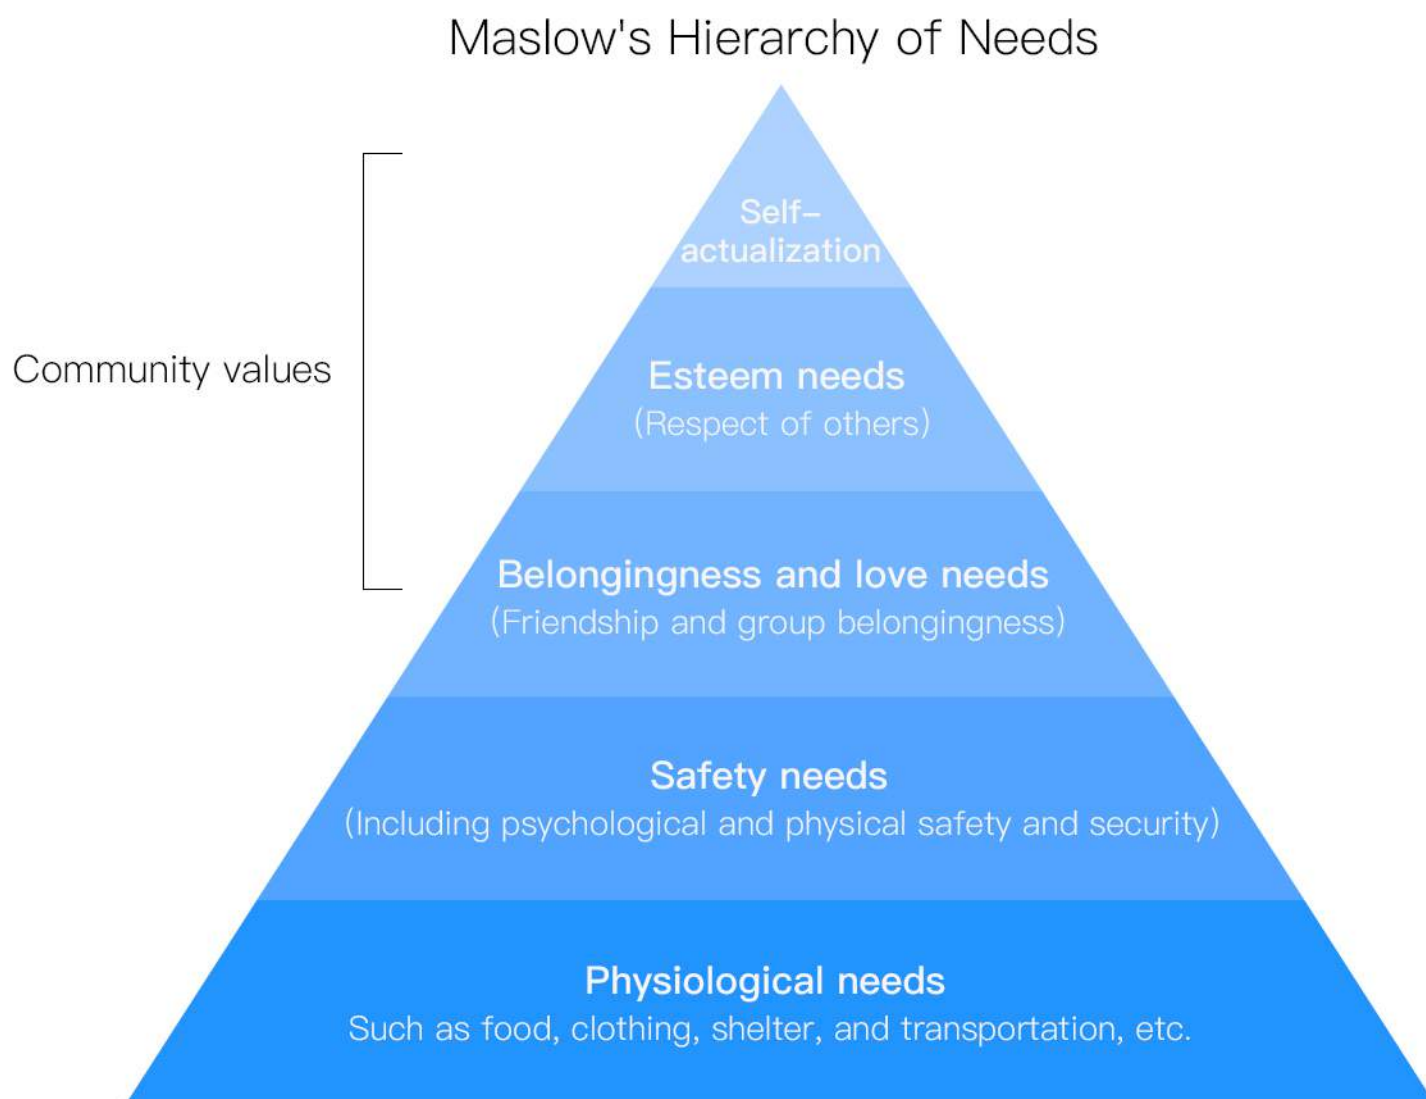 Maslow's Hierarchy of Needs
Self-
actualization
Community values
Esteem needs
(Respect of others)
Belongingness and love needs
(Friendship and group belongingness)
Safety needs
(Including psychological and physical safety and security)
Physiological needs
Such as food, clothing, shelter, and transportation, etc.